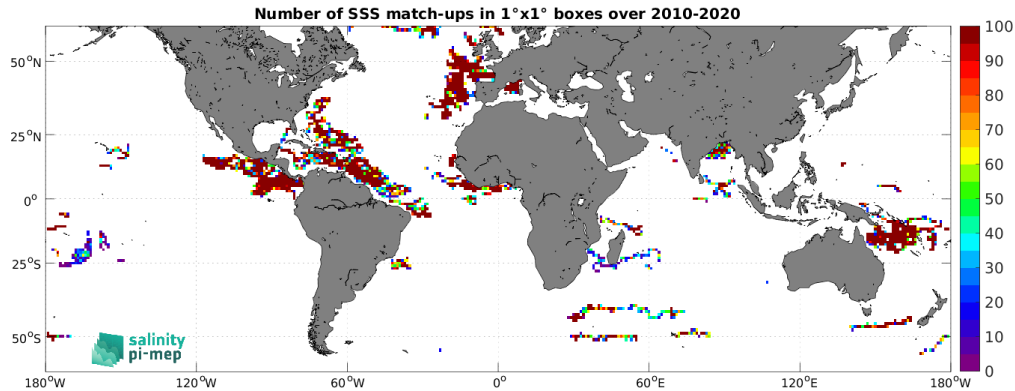 Number of SSS match-ups in 1°x1° boxes over 2010-2020
50°N
25°N
0°
25°S
50°S
180°W
120°W
60°W
0°
60°E
120°E
180°W
100
90
80
70
60
50
40
30
20
10
0
salinity
pi-mep